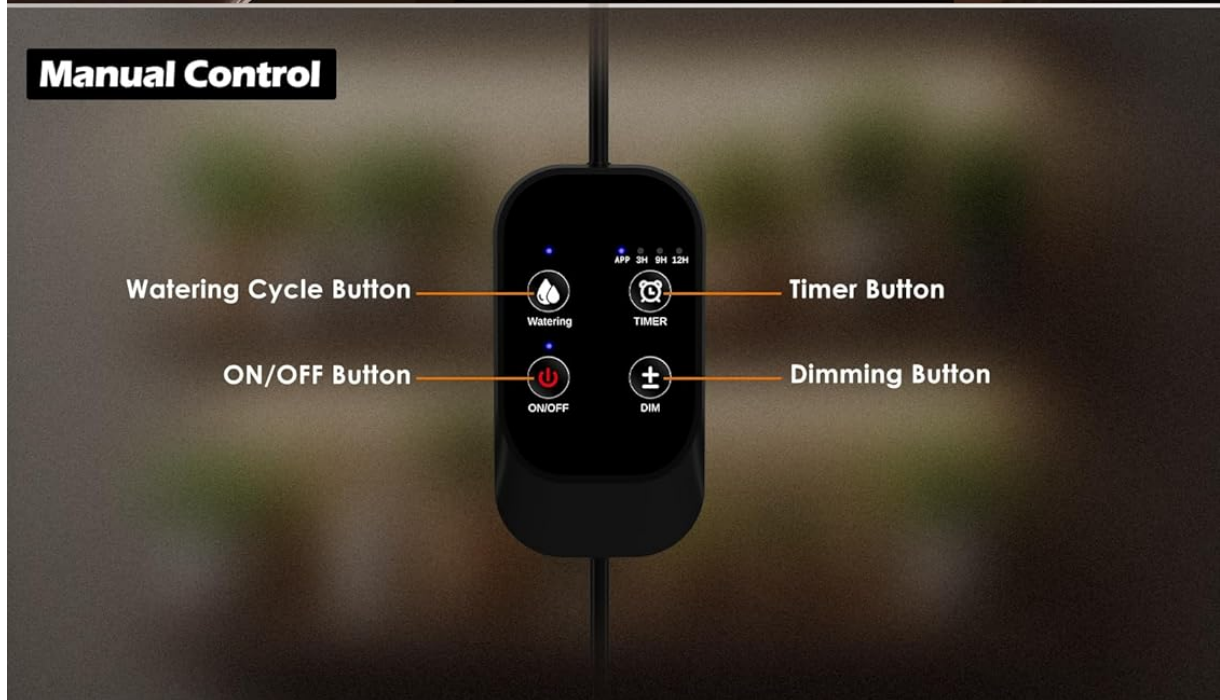 Manual Control
APP 3H 9H 12H
Watering Cycle Button
Timer Button
Watering
TIMER
ON/OFF Button
Dimming Button
ON/OFF
DIM